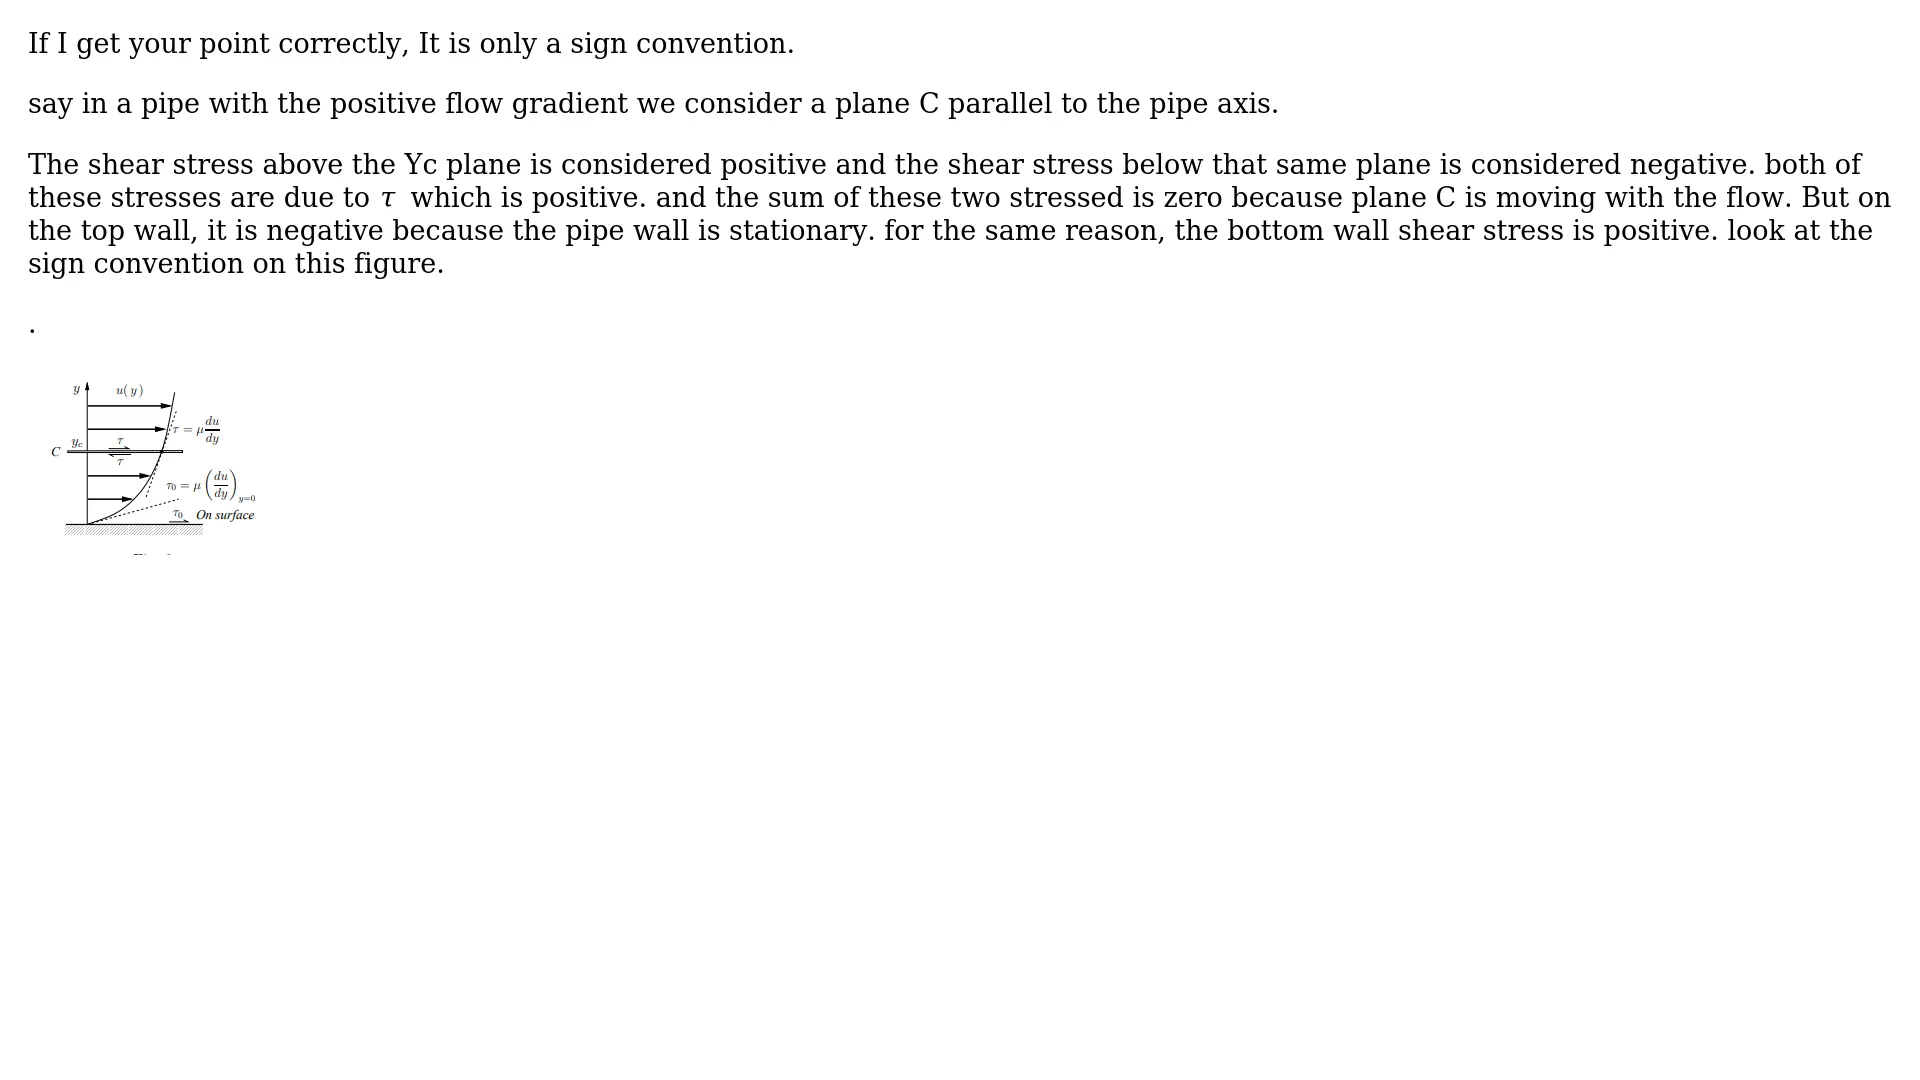 If I get your point correctly, It is only a sign convention.
say in a pipe with the positive flow gradient we consider a plane C parallel to the pipe axis.
The shear stress above the Yc plane is considered positive and the shear stress below that same plane is considered negative. both of
these stresses are due to τ which is positive. and the sum of these two stressed is zero because plane C is moving with the flow. But on
the top wall, it is negative because the pipe wall is stationary. for the same reason, the bottom wall shear stress is positive. look at the
sign convention on this figure.
.
y u(y)
τ = μ du/dy
y_c τ
C
τ
τ_0 = μ (du/dy)_{y=0}
τ_0 On surface